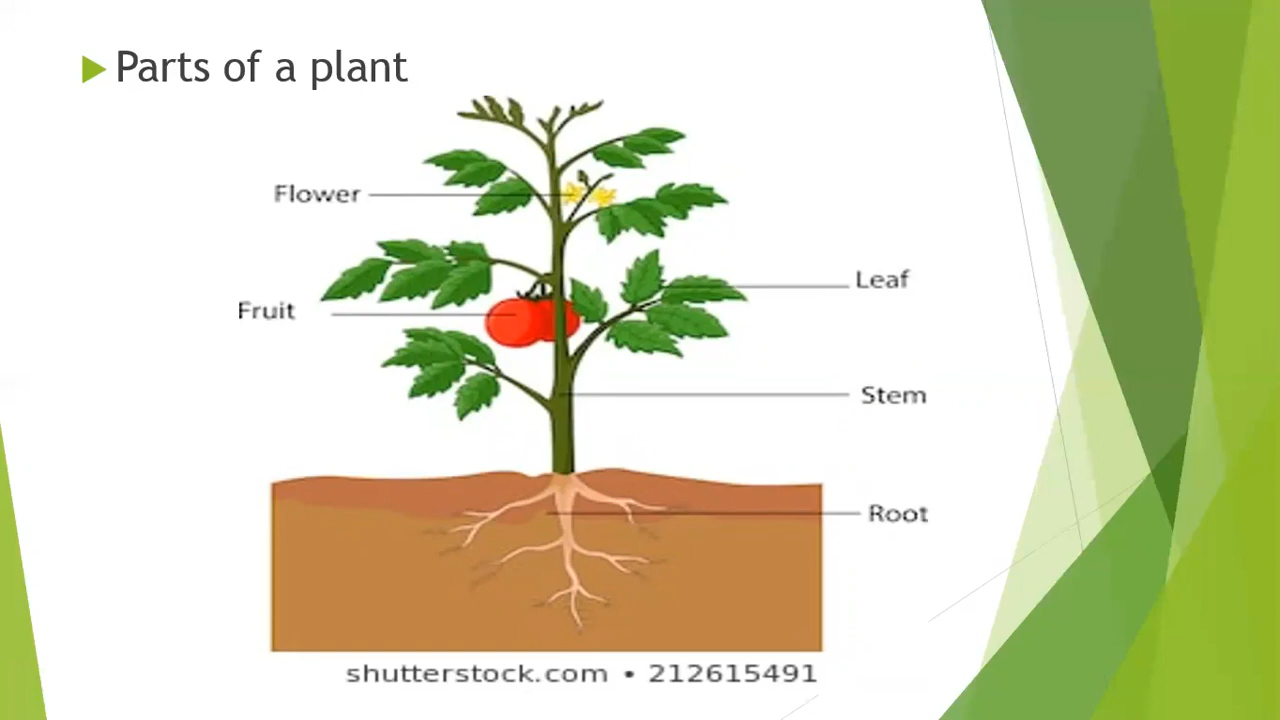 Parts of a plant
Flower
Leaf
Fruit
Stem
Root
shutterstock.com • 212615491